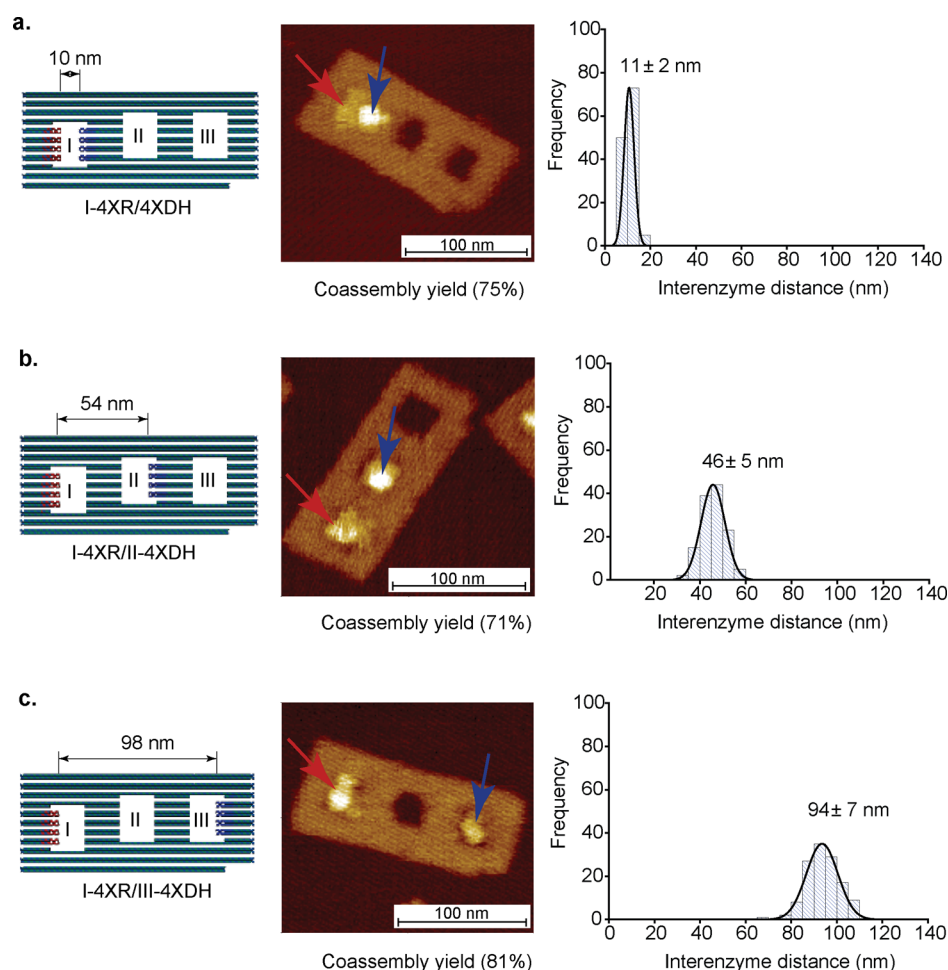 a.
10 nm
I
II
III
I-4XR/4XDH
100 nm
Coassembly yield (75%)
100
80
60
40
20
0
Frequency
11± 2 nm
0 20 40 60 80 100 120 140
Interenzyme distance (nm)
b.
54 nm
I
II
III
I-4XR/II-4XDH
100 nm
Coassembly yield (71%)
100
80
60
40
20
0
Frequency
46± 5 nm
20 40 60 80 100 120 140
Interenzyme distance (nm)
c.
98 nm
I
II
III
I-4XR/III-4XDH
100 nm
Coassembly yield (81%)
100
80
60
40
20
0
Frequency
94± 7 nm
0 20 40 60 80 100 120 140
Interenzyme distance (nm)